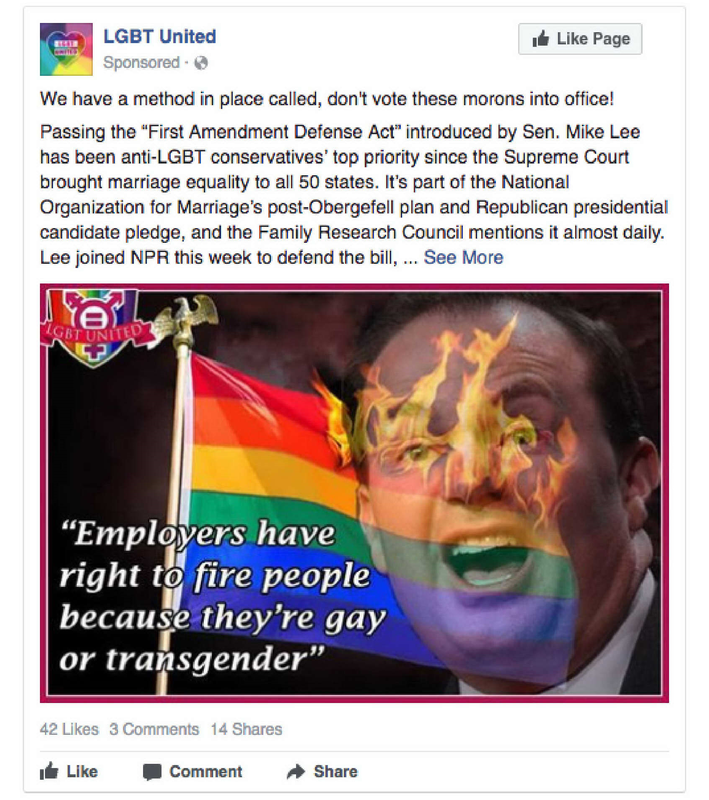 LGBT United
Like Page
Sponsored ·
We have a method in place called, don't vote these morons into office!
Passing the “First Amendment Defense Act” introduced by Sen. Mike Lee
has been anti-LGBT conservatives’ top priority since the Supreme Court
brought marriage equality to all 50 states. It’s part of the National
Organization for Marriage’s post-Obergefell plan and Republican presidential
candidate pledge, and the Family Research Council mentions it almost daily.
Lee joined NPR this week to defend the bill, ... See More
LGBT UNITED
“Employers have
right to fire people
because they’re gay
or transgender”
42 Likes 3 Comments 14 Shares
Like Comment Share